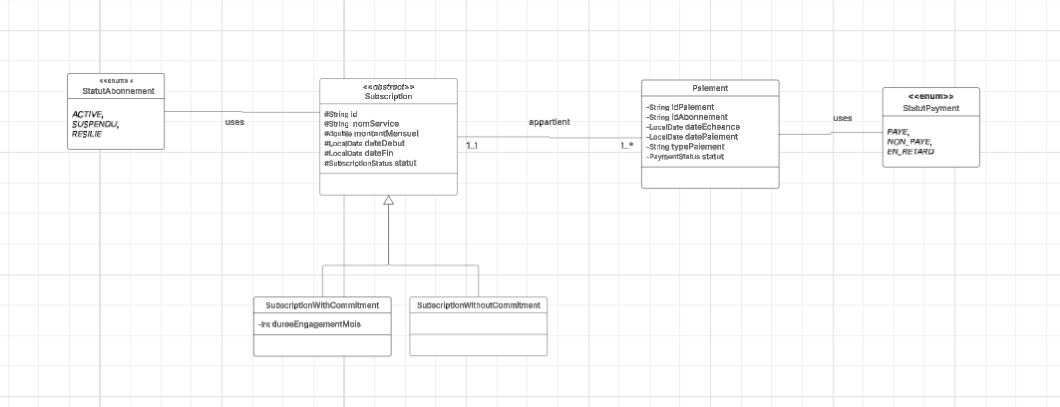 <<enum>>
StatutAbonnement
ACTIVE,
SUSPENDU,
RESILIE
uses
<<abstract>>
Subscription
#String id
#String nomService
#double montantMensuel
#LocalDate dateDebut
#LocalDate dateFin
#SubscriptionStatus statut
1..1
appartient
1..*
Paiement
-String idPaiement
-String idAbonnement
-LocalDate dateEcheance
-LocalDate datePaiement
-String typePaiement
-PaymentStatus statut
uses
<<enum>>
StatutPayment
PAYE,
NON_PAYE,
EN_RETARD
SubscriptionWithCommitment
-int dureeEngagementMois
SubscriptionWithoutCommitment